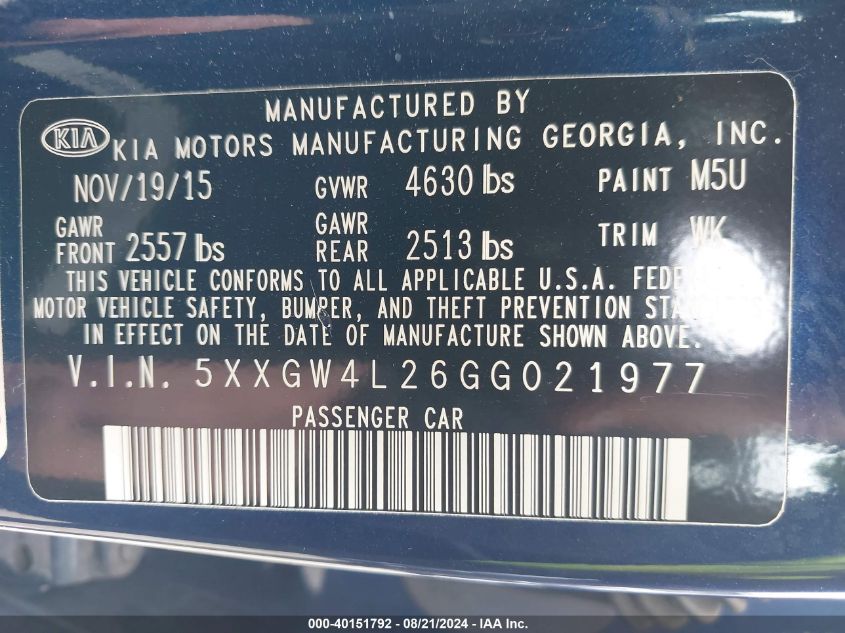 MANUFACTURED BY
KIA KIA MOTORS MANUFACTURING GEORGIA, INC.
NOV/19/15 GVWR 4630 lbs PAINT M5U
GAWR FRONT 2557 lbs GAWR REAR 2513 lbs TRIM WK
THIS VEHICLE CONFORMS TO ALL APPLICABLE U.S.A.
MOTOR VEHICLE SAFETY, BUMPER, AND THEFT PREVENTION
IN EFFECT ON THE DATE OF MANUFACTURE SHOWN ABOVE.
V.I.N. 5XXGW4L26GG021977
PASSENGER CAR
000-40151792 - 08/21/2024 - IAA Inc.